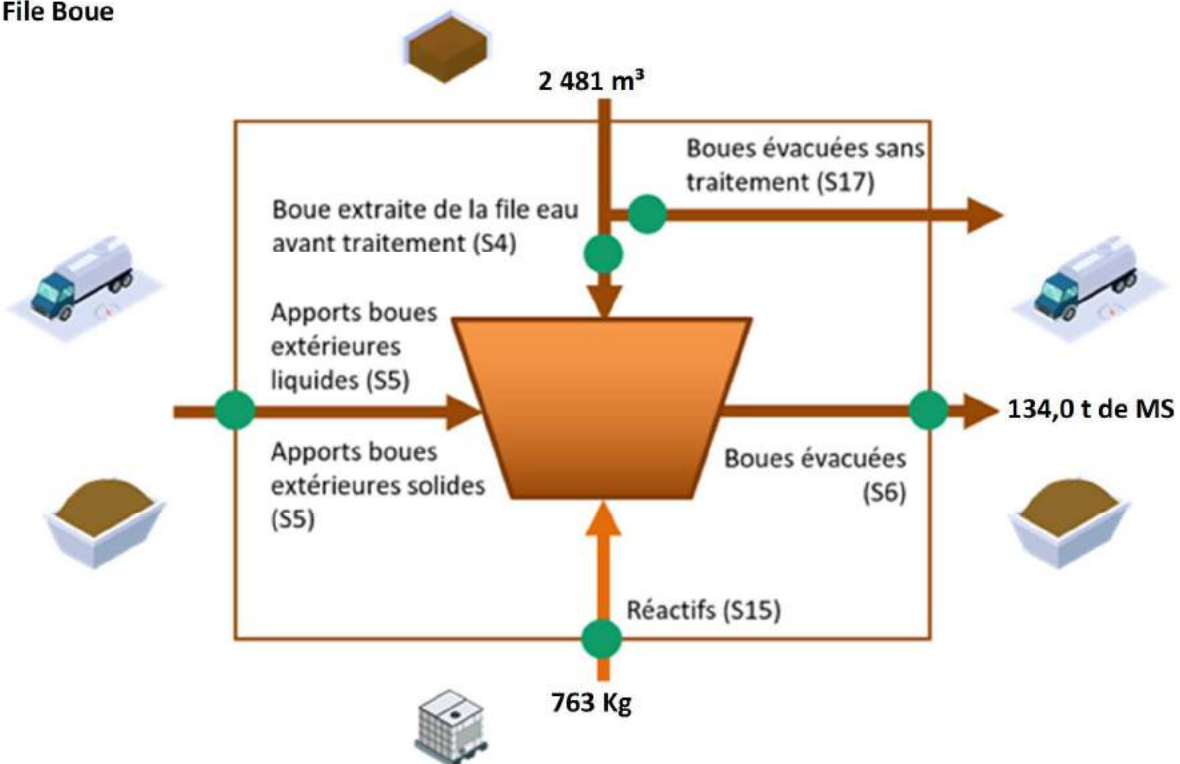 File Boue
2 481 m³
Boues évacuées sans
traitement (S17)
Boue extraite de la file eau
avant traitement (S4)
Apports boues
extérieures
liquides (S5)
134,0 t de MS
Apports boues
extérieures solides
(S5)
Boues évacuées
(S6)
Réactifs (S15)
763 Kg